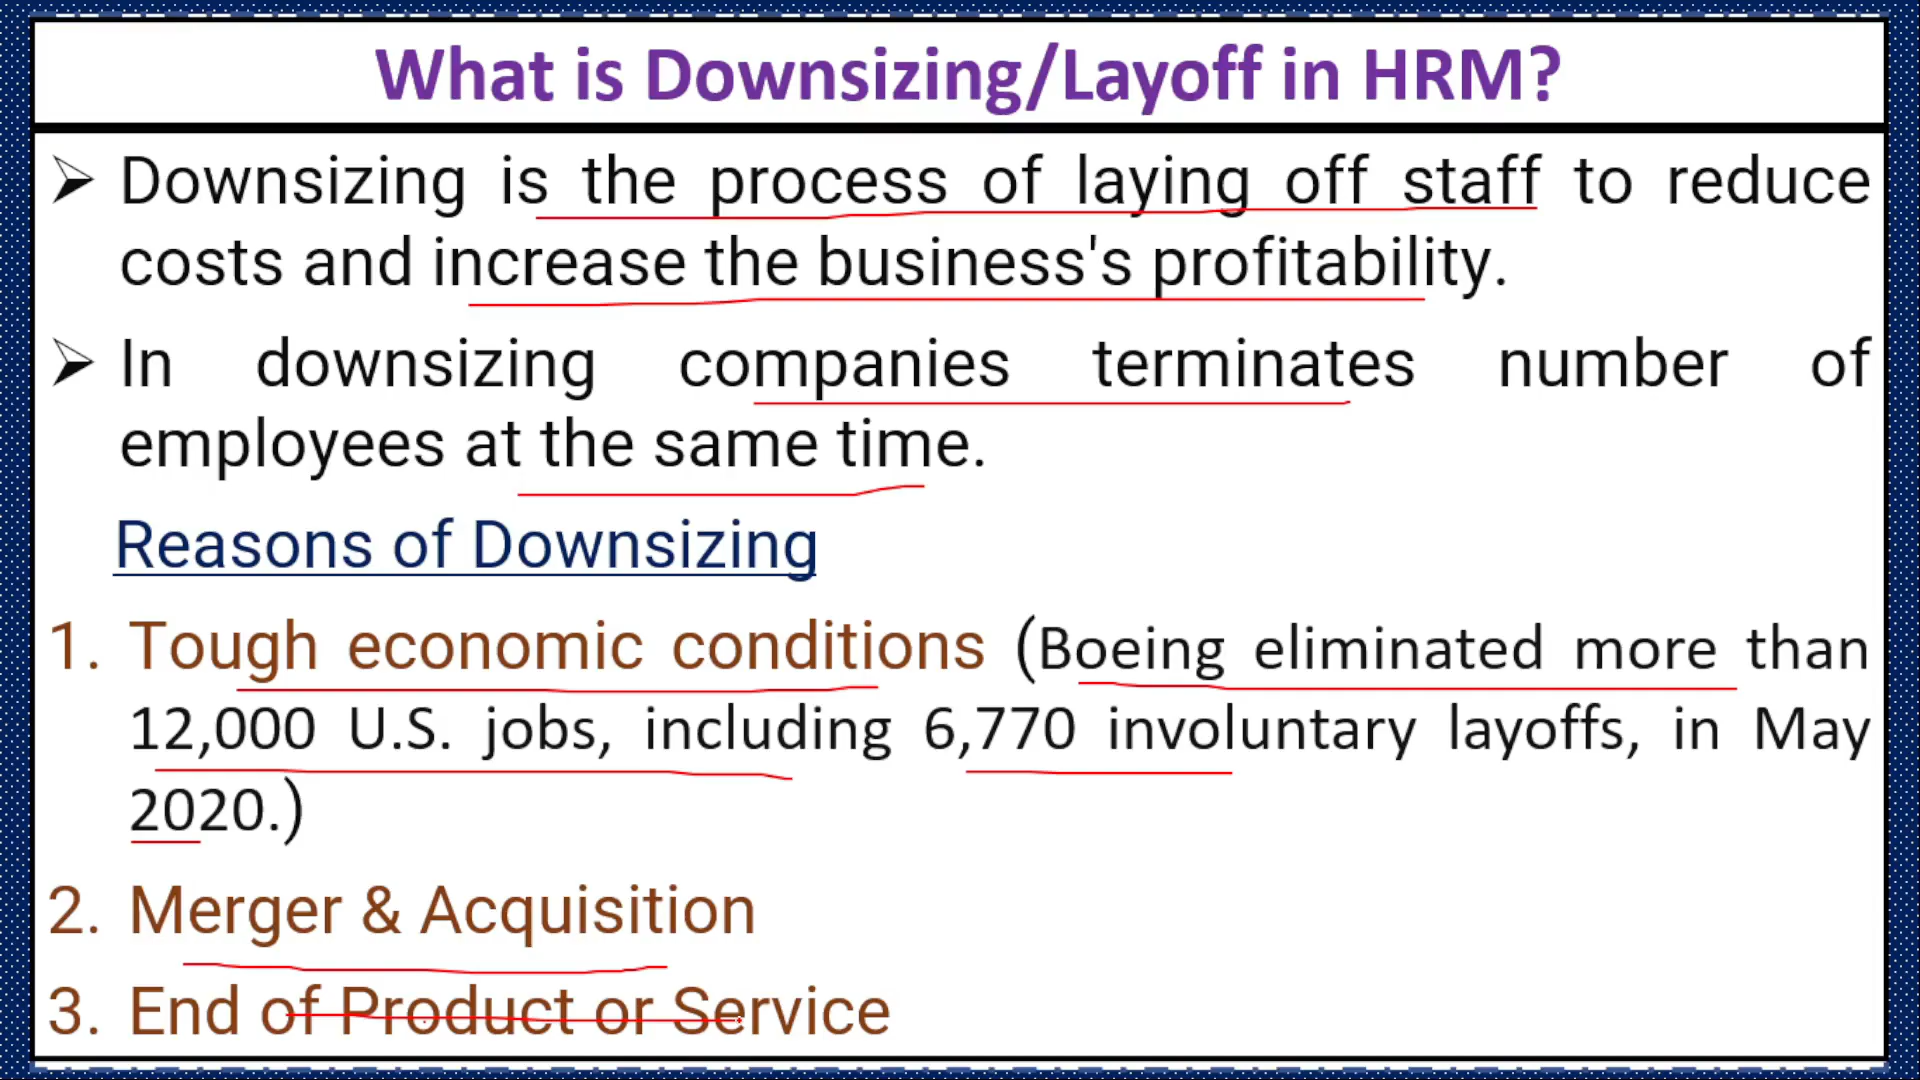 What is Downsizing/Layoff in HRM?
➢ Downsizing is the process of laying off staff to reduce
costs and increase the business's profitability.
➢ In downsizing companies terminates number of
employees at the same time.
Reasons of Downsizing
1. Tough economic conditions (Boeing eliminated more than
12,000 U.S. jobs, including 6,770 involuntary layoffs, in May
2020.)
2. Merger & Acquisition
3. End of Product or Service